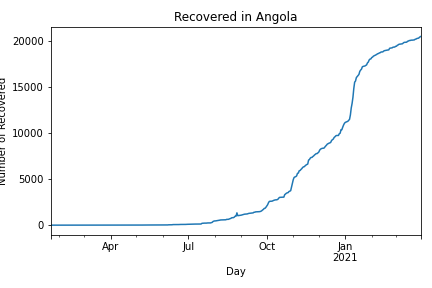 Recovered in Angola
Number of Recovered
20000
15000
10000
5000
0
Apr
Jul
Oct
Jan
2021
Day